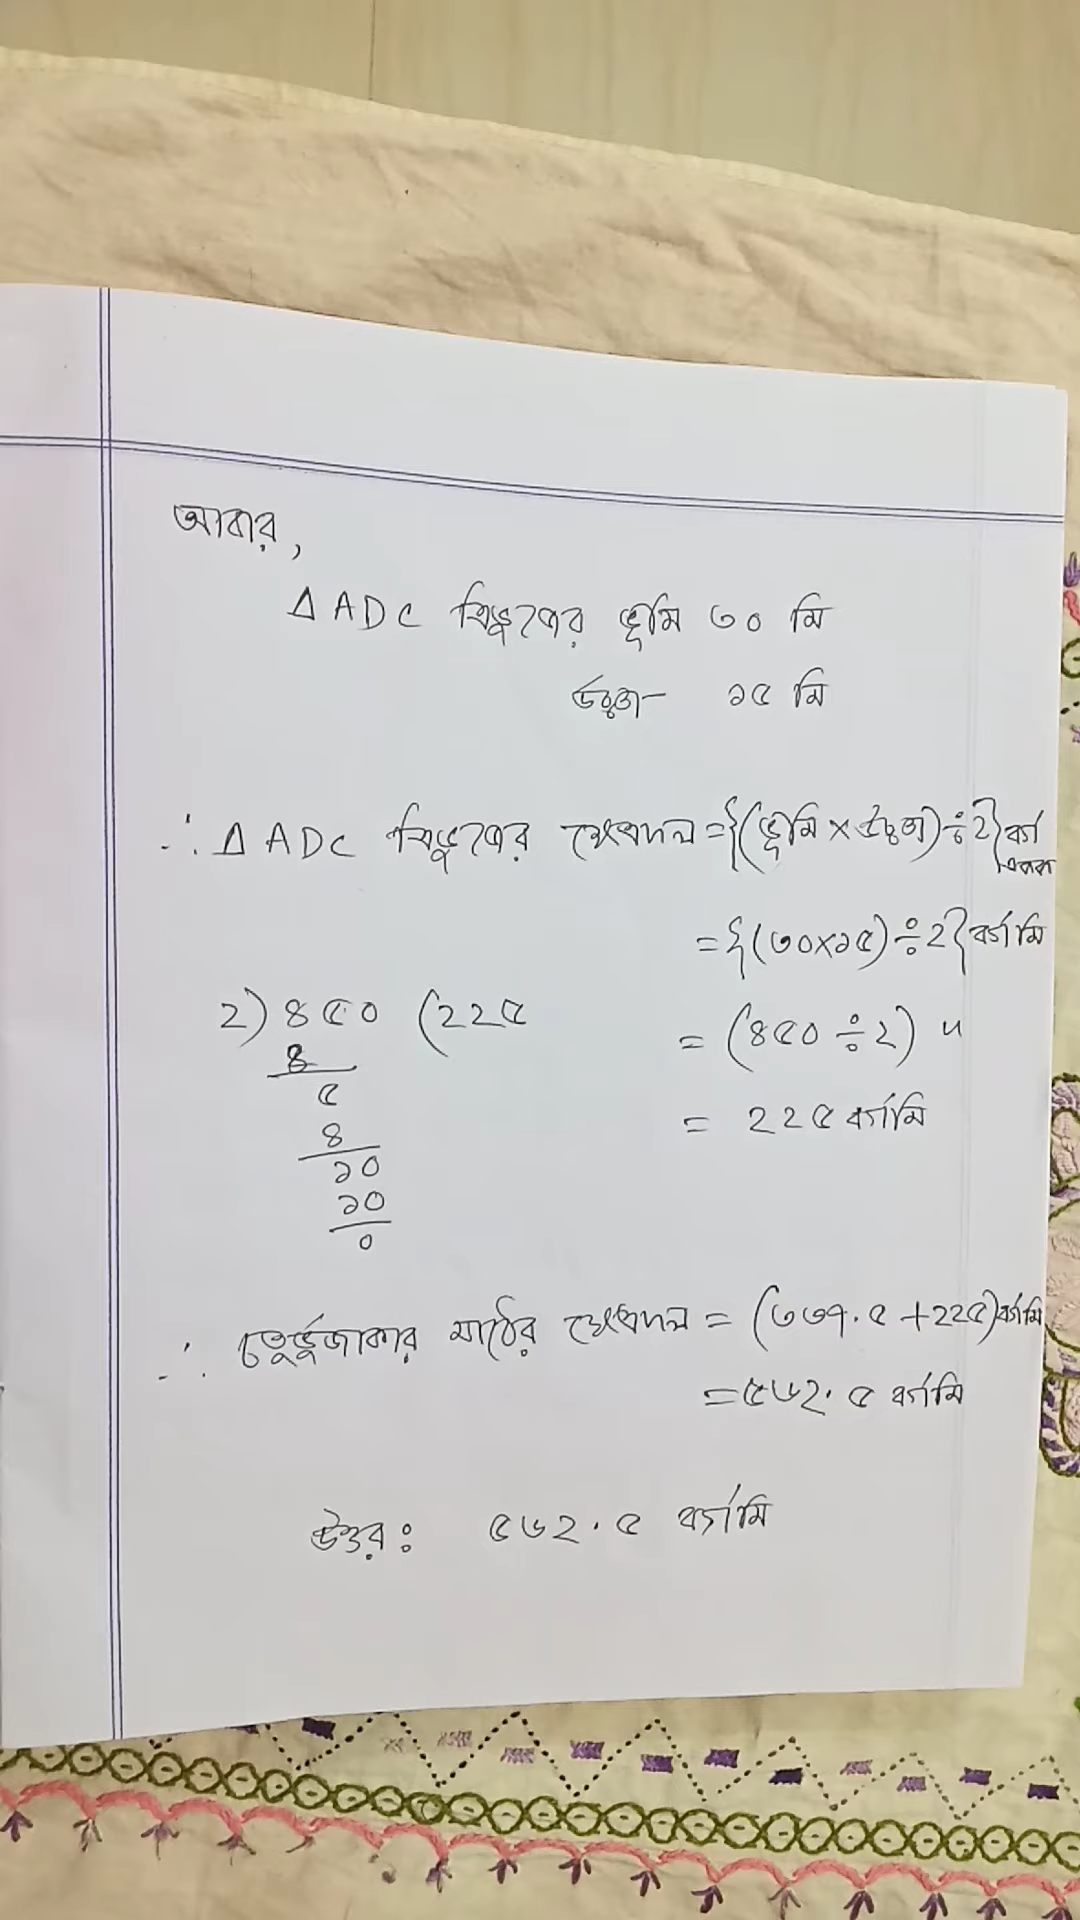 আবার,
Δ ADC ত্রিভুজের ভূমি ৩০ মি
উচ্চতা- ১৫ মি
∴ Δ ADC ত্রিভুজের ক্ষেত্রফল = {(ভূমি × উচ্চতা) ÷ 2} বর্গ একক
= {(৩০×১৫) ÷ 2} বর্গমি
2) ৪৫০ (22৫
= (৪৫০ ÷ 2) "
৪
৫
= 22৫ বর্গমি
৪
১০
১০
০
∴ চতুর্ভুজাকার মাঠের ক্ষেত্রফল = (৩৩৭.৫ + 22৫) বর্গমি
= ৫৬২.৫ বর্গমি
উত্তর: ৫৬২.৫ বর্গমি